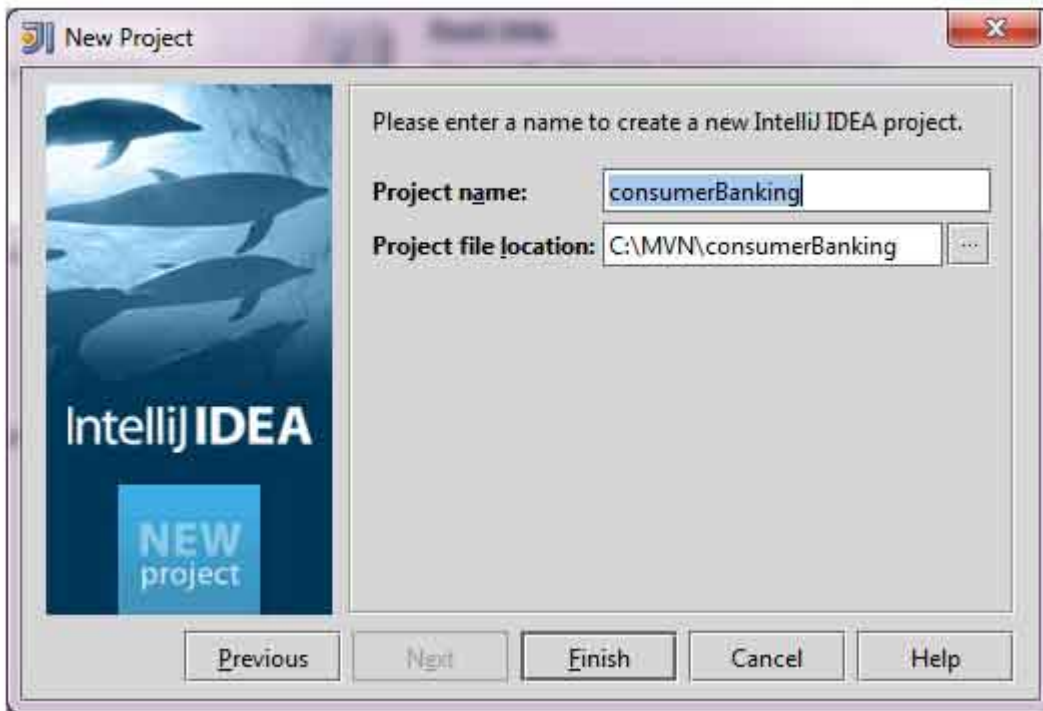 New Project
Please enter a name to create a new IntelliJ IDEA project.
Project name: consumerBanking
Project file location: C:\MVN\consumerBanking ...
IntelliJ IDEA
NEW
project
Previous Next Finish Cancel Help